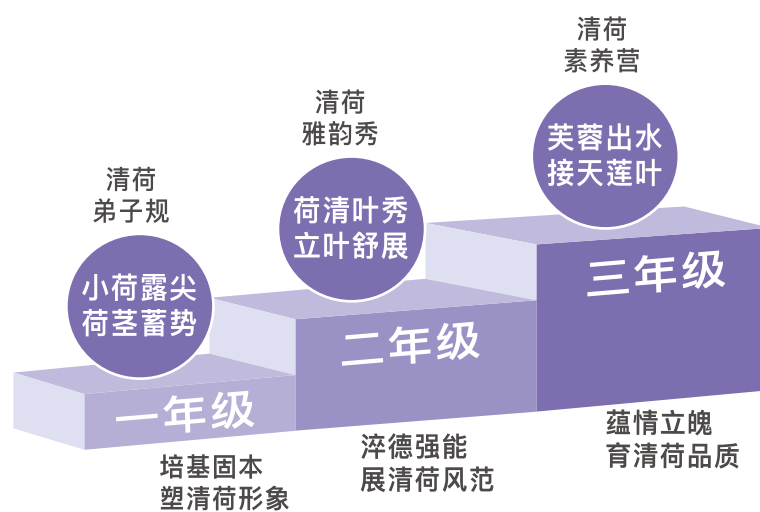 清荷
弟子规
小荷露尖
荷茎蓄势
一年级
培基固本
塑清荷形象
清荷
雅韵秀
荷清叶秀
立叶舒展
二年级
淬德强能
展清荷风范
清荷
素养营
芙蓉出水
接天莲叶
三年级
蕴情立魄
育清荷品质